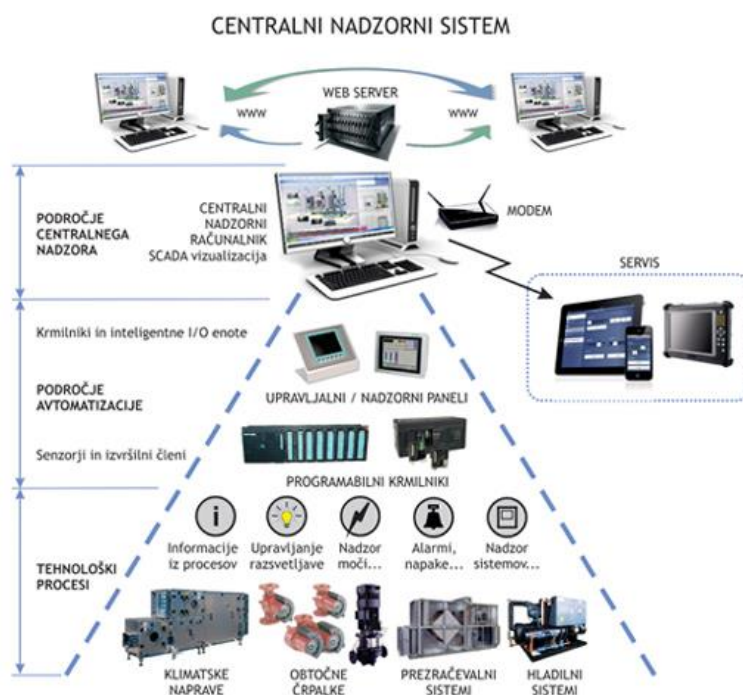 CENTRALNI NADZORNI SISTEM
WEB SERVER
WWW
WWW
PODROČJE
CENTRALNEGA
NADZORA
CENTRALNI
NADZORNI
RAČUNALNIK
SCADA vizualizacija
MODEM
SERVIS
Krmilniki in inteligentne I/O enote
PODROČJE
AVTOMATIZACIJE
UPRAVLJALNI / NADZORNI PANELI
Senzorji in izvršilni členi
PROGRAMABILNI KRMILNIKI
TEHNOLOŠKI
PROCESI
Informacije
iz procesov
Upravljanje
razsvetljave
Nadzor
moči...
Alarmi,
napake...
Nadzor
sistemov...
KLIMATSKE
NAPRAVE
OBTOČNE
ČRPALKE
PREZRAČEVALNI
SISTEMI
HLADILNI
SISTEMI